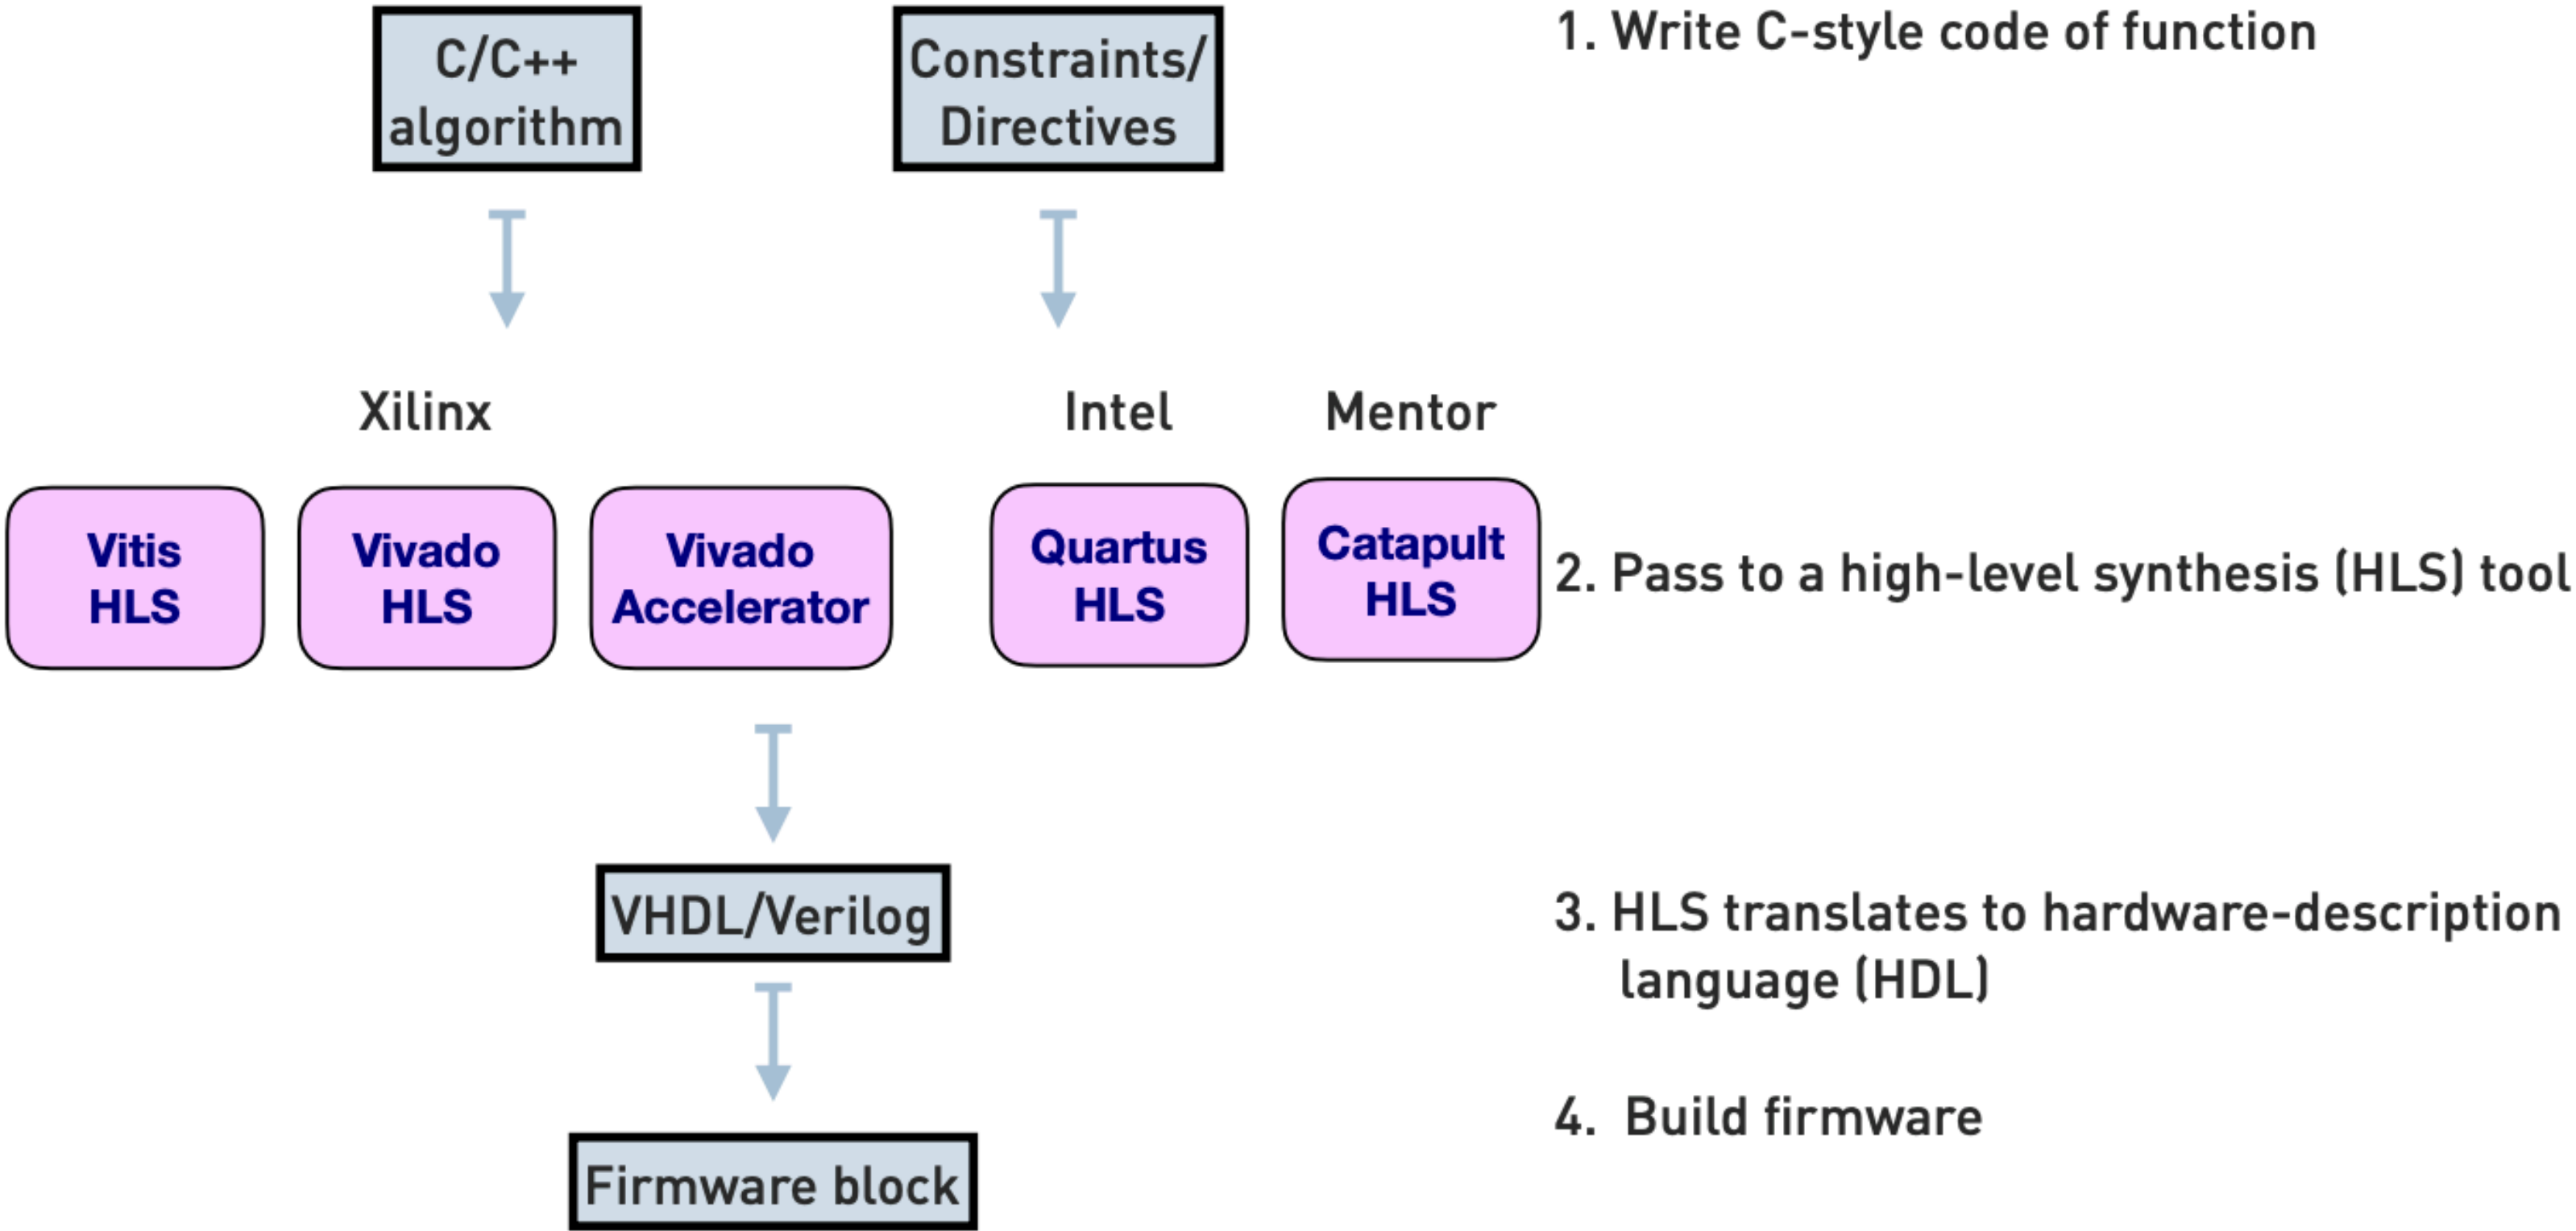 C/C++
algorithm
Constraints/
Directives
1. Write C-style code of function
Xilinx
Intel
Mentor
Vitis
HLS
Vivado
HLS
Vivado
Accelerator
Quartus
HLS
Catapult
HLS
2. Pass to a high-level synthesis (HLS) tool
VHDL/Verilog
3. HLS translates to hardware-description
language (HDL)
4. Build firmware
Firmware block